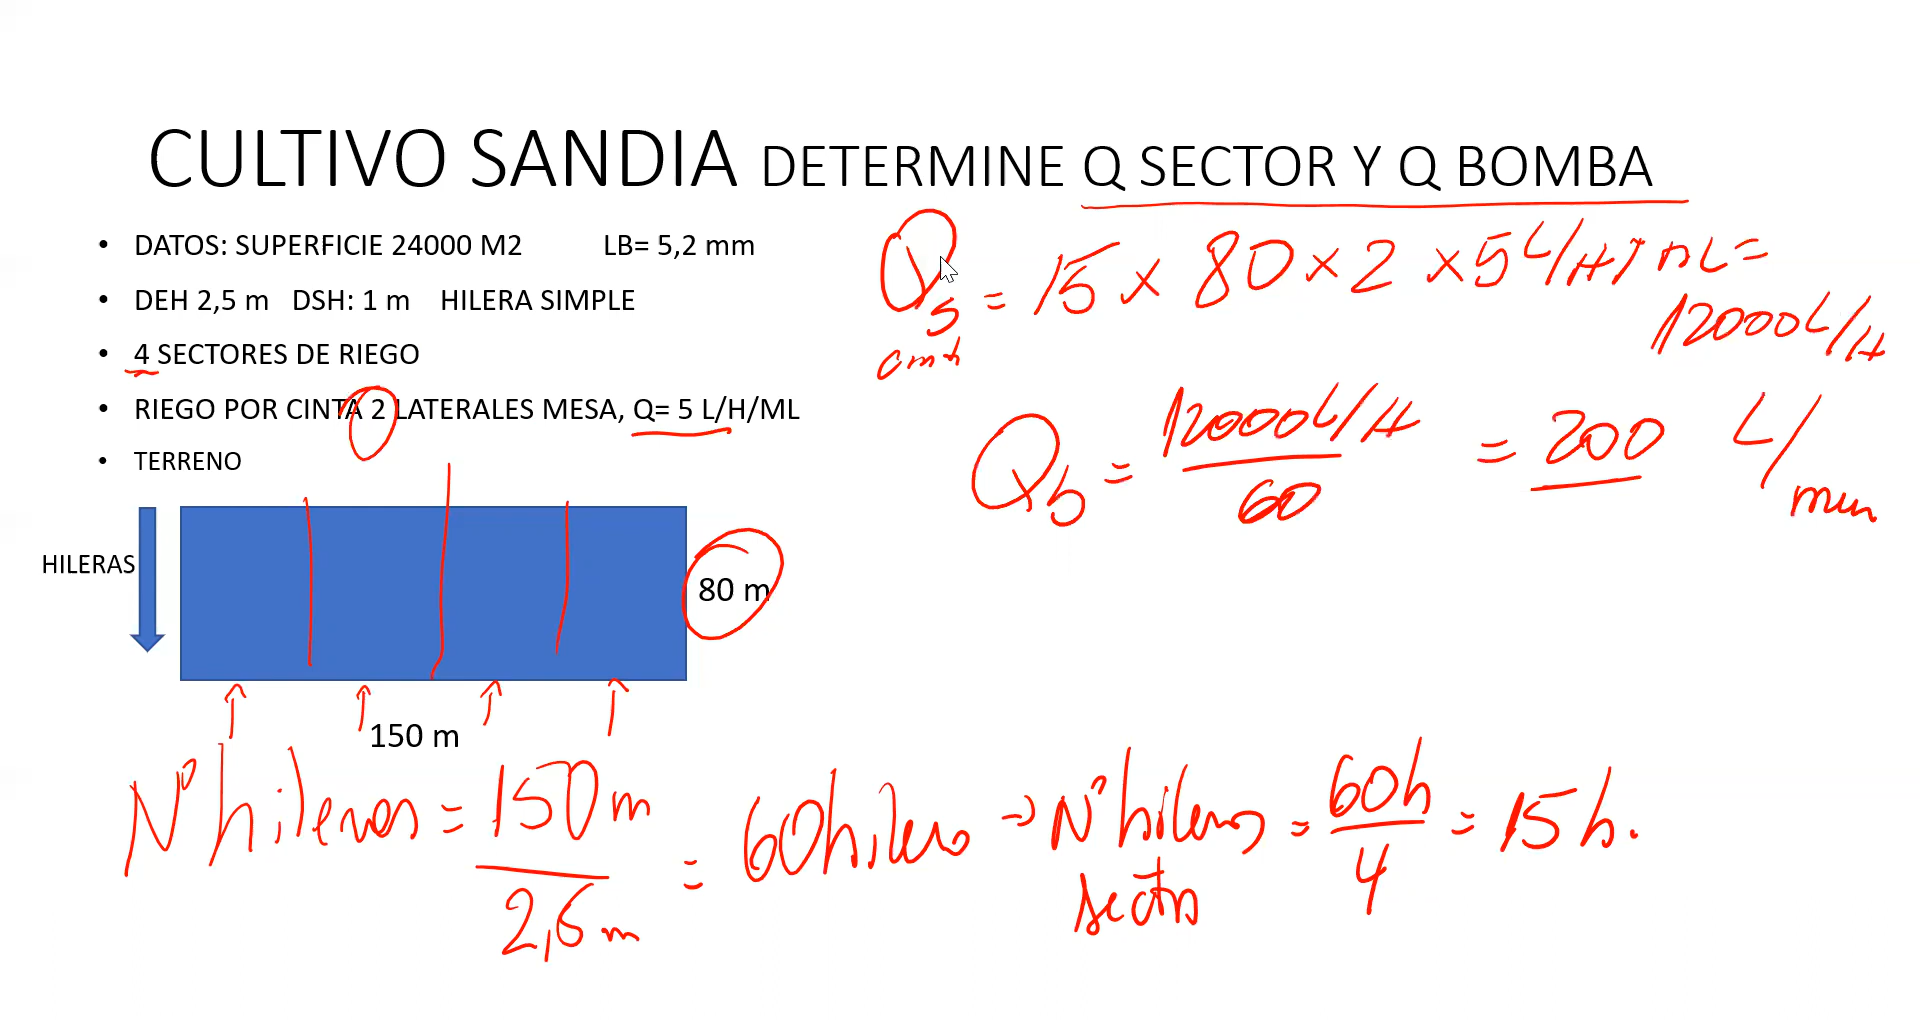 CULTIVO SANDIA DETERMINE Q SECTOR Y Q BOMBA
• DATOS: SUPERFICIE 24000 M2 LB= 5,2 mm
• DEH 2,5 m DSH: 1 m HILERA SIMPLE
• 4 SECTORES DE RIEGO
• RIEGO POR CINTA 2 LATERALES MESA, Q= 5 L/H/ML
• TERRENO
Qs = 15 x 80 x 2 x 5 L/H/ML =
12000 L/H
Qb = 12000 L/H / 60 = 200 L/min
HILERAS
80 m
150 m
N° hileras = 150 m / 2,5 m = 60 hilera → N° hileras sector = 60h / 4 = 15 h.